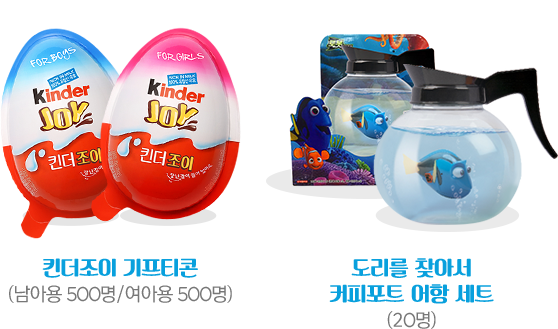 FOR BOYS
FOR GIRLS
Kinder
JOY
킨더조이
Kinder
JOY
킨더조이
킨더조이 기프티콘
(남아용 500명/여아용 500명)
도리를 찾아서
커피포트 어항 세트
(20명)